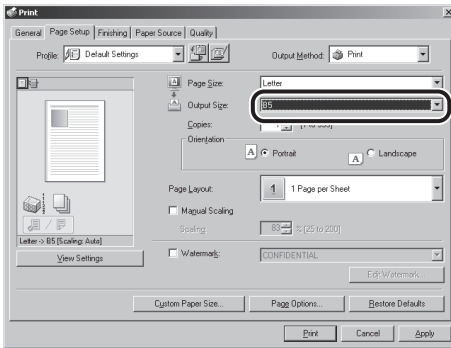 Print
General Page Setup Finishing Paper Source Quality
Profile: Default Settings Output Method: Print
Page Size: Letter
Output Size: B5
Copies:
Orientation
A Portrait A Landscape
Page Layout: 1 1 Page per Sheet
Manual Scaling
Scaling: 83 % (25 to 200)
Letter -> B5 [Scaling: Auto]
View Settings
Watermark: CONFIDENTIAL
Edit Watermark...
Custom Paper Size... Page Options... Restore Defaults
Print Cancel Apply